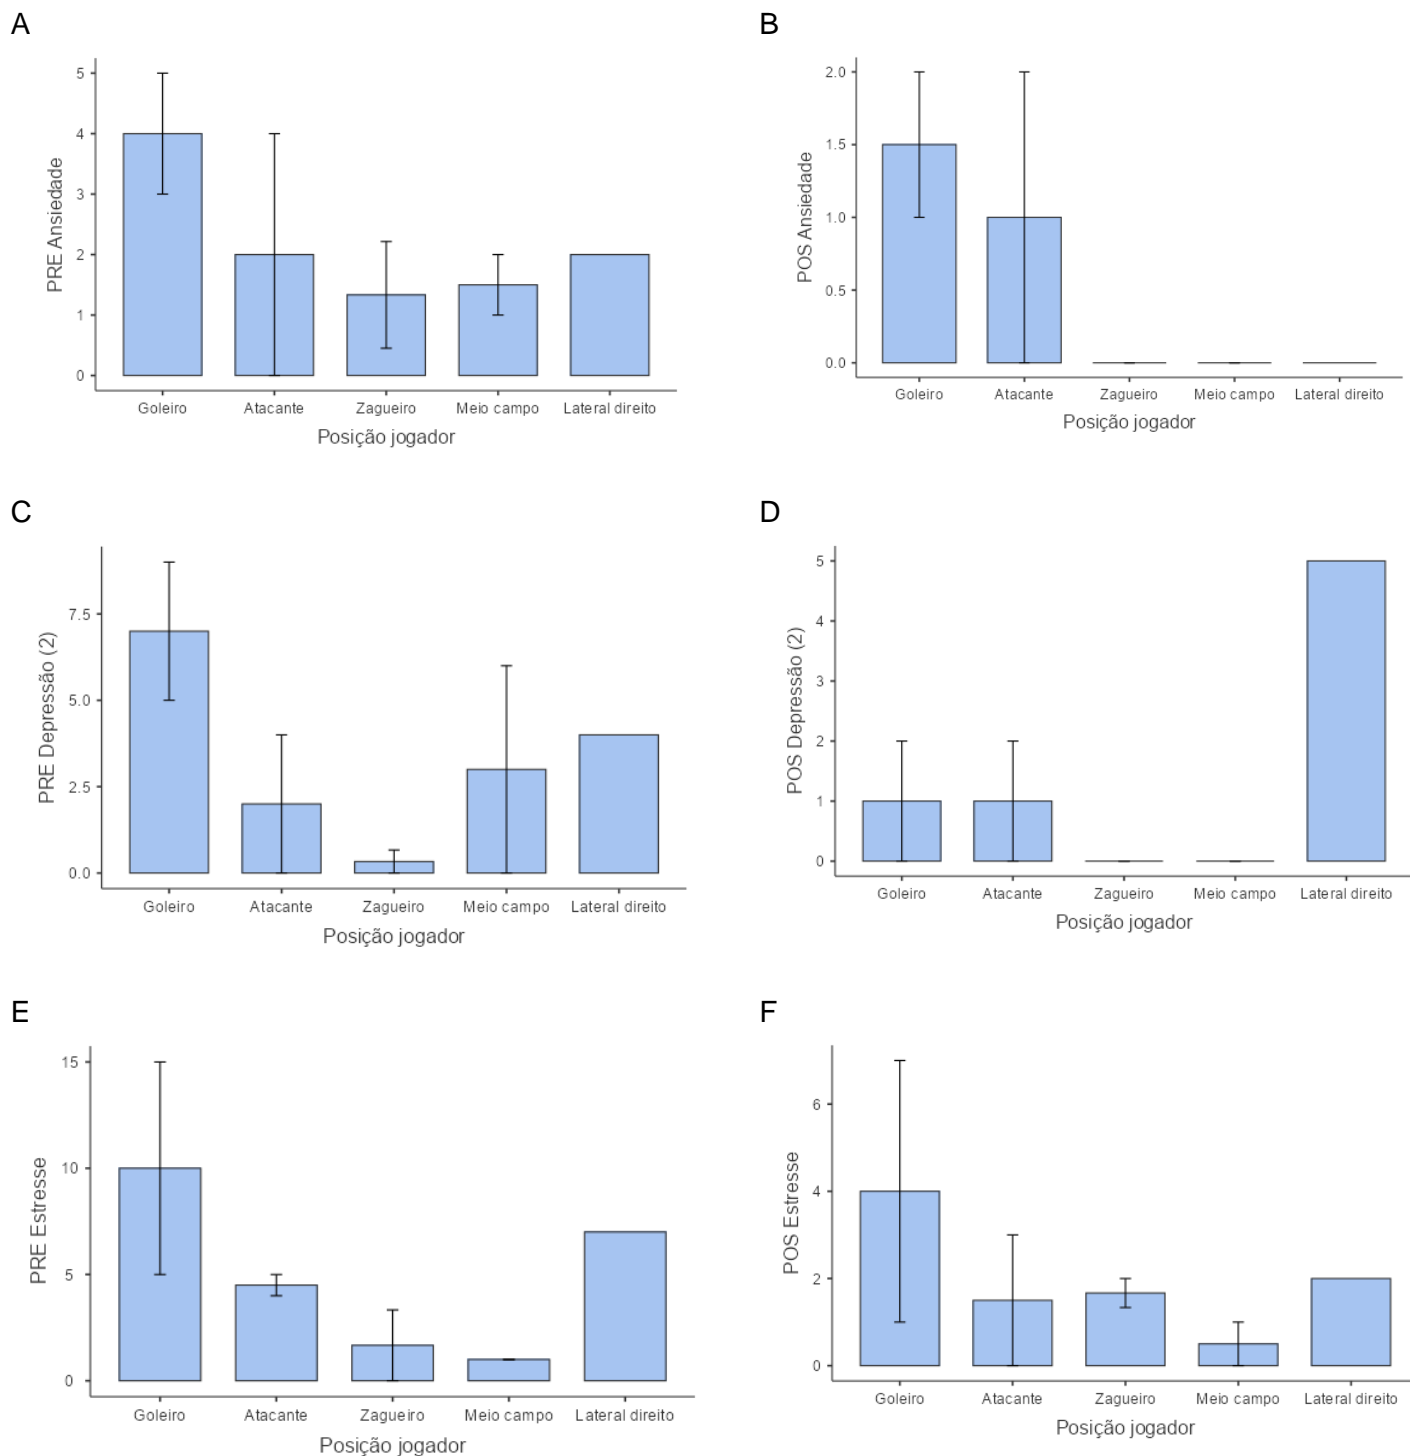 A
PRE Ansiedade
5
4
3
2
1
0
Goleiro Atacante Zagueiro Meio campo Lateral direito
Posição jogador
B
POS Ansiedade
2.0
1.5
1.0
0.5
0.0
Goleiro Atacante Zagueiro Meio campo Lateral direito
Posição jogador
C
PRE Depressão (2)
7.5
5.0
2.5
0.0
Goleiro Atacante Zagueiro Meio campo Lateral direito
Posição jogador
D
POS Depressão (2)
5
4
3
2
1
0
Goleiro Atacante Zagueiro Meio campo Lateral direito
Posição jogador
E
PRE Estresse
15
10
5
0
Goleiro Atacante Zagueiro Meio campo Lateral direito
Posição jogador
F
POS Estresse
6
4
2
0
Goleiro Atacante Zagueiro Meio campo Lateral direito
Posição jogador